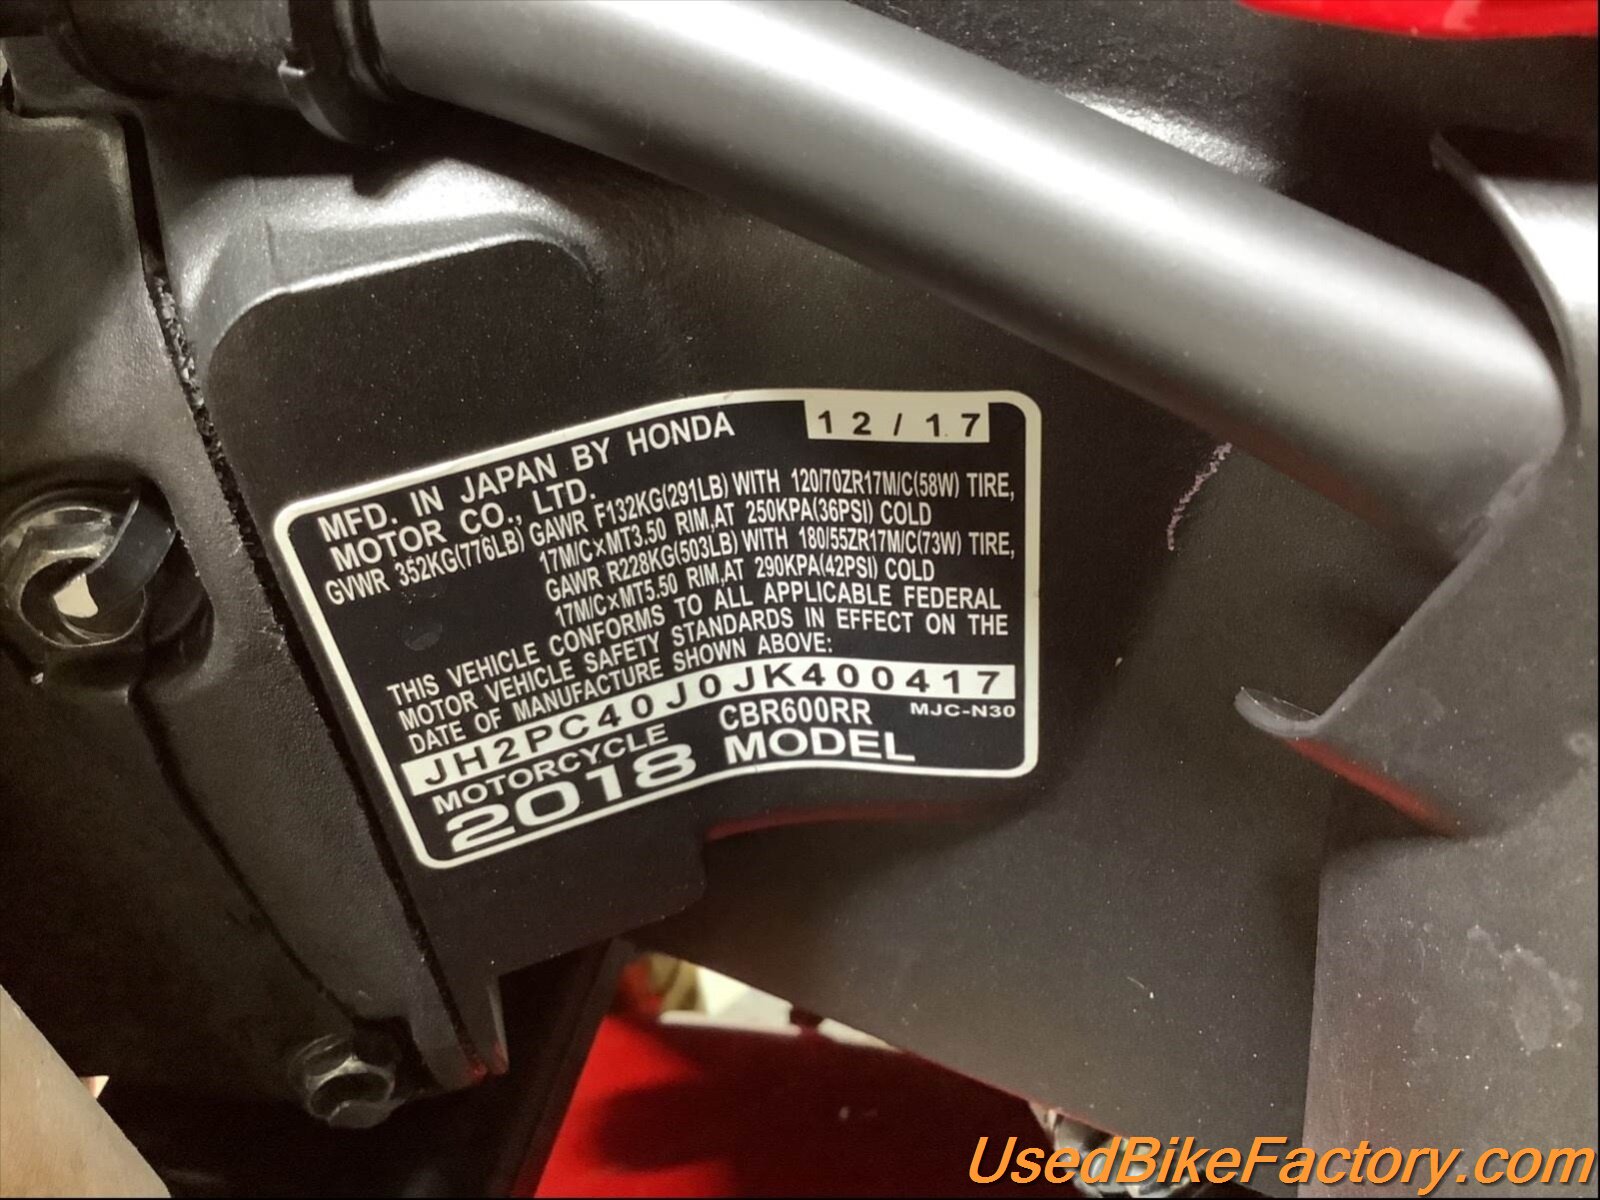 MFD. IN JAPAN BY HONDA
MOTOR CO., LTD.
12/17
GVWR 352KG(776LB) GAWR F132KG(291LB) WITH 120/70ZR17M/C(58W) TIRE,
17M/C×MT3.50 RIM,AT 250KPA(36PSI) COLD
GAWR R228KG(503LB) WITH 180/55ZR17M/C(73W) TIRE,
17M/C×MT5.50 RIM,AT 290KPA(42PSI) COLD
THIS VEHICLE CONFORMS TO ALL APPLICABLE FEDERAL
MOTOR VEHICLE SAFETY STANDARDS IN EFFECT ON THE
DATE OF MANUFACTURE SHOWN ABOVE:
JH2PC40J0JK400417
MOTORCYCLE CBR600RR MJC-N30
2018 MODEL
UsedBikeFactory.com